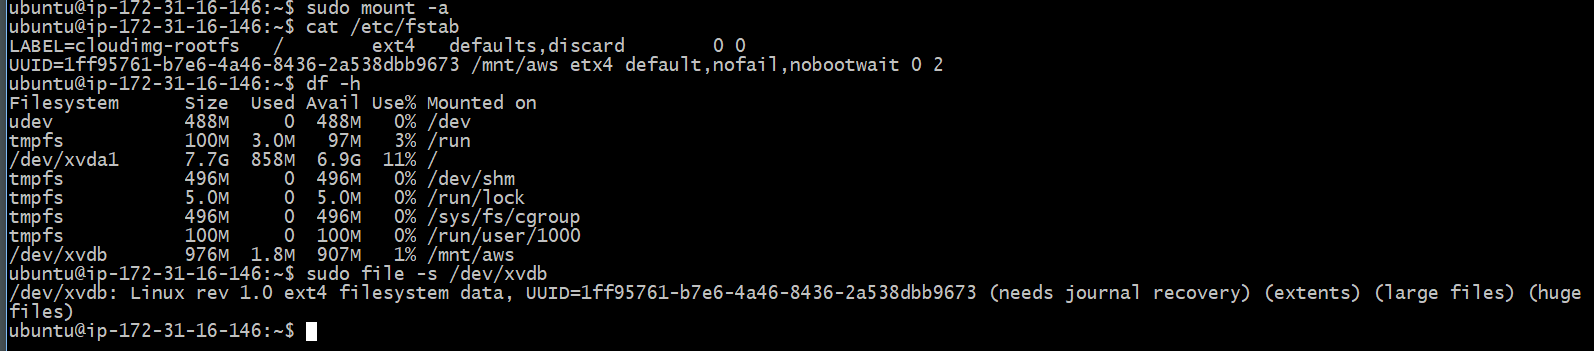 ubuntu@ip-172-31-16-146:~$ sudo mount -a
ubuntu@ip-172-31-16-146:~$ cat /etc/fstab
LABEL=cloudimg-rootfs   /        ext4   defaults,discard        0 0
UUID=1ff95761-b7e6-4a46-8436-2a538dbb9673 /mnt/aws etx4 default,nofail,nobootwait 0 2
ubuntu@ip-172-31-16-146:~$ df -h
Filesystem      Size  Used Avail Use% Mounted on
udev            488M     0  488M   0% /dev
tmpfs           100M  3.0M   97M   3% /run
/dev/xvda1      7.7G  858M  6.9G  11% /
tmpfs           496M     0  496M   0% /dev/shm
tmpfs           5.0M     0  5.0M   0% /run/lock
tmpfs           496M     0  496M   0% /sys/fs/cgroup
tmpfs           100M     0  100M   0% /run/user/1000
/dev/xvdb       976M  1.8M  907M   1% /mnt/aws
ubuntu@ip-172-31-16-146:~$ sudo file -s /dev/xvdb
/dev/xvdb: Linux rev 1.0 ext4 filesystem data, UUID=1ff95761-b7e6-4a46-8436-2a538dbb9673 (needs journal recovery) (extents) (large files) (huge
files)
ubuntu@ip-172-31-16-146:~$